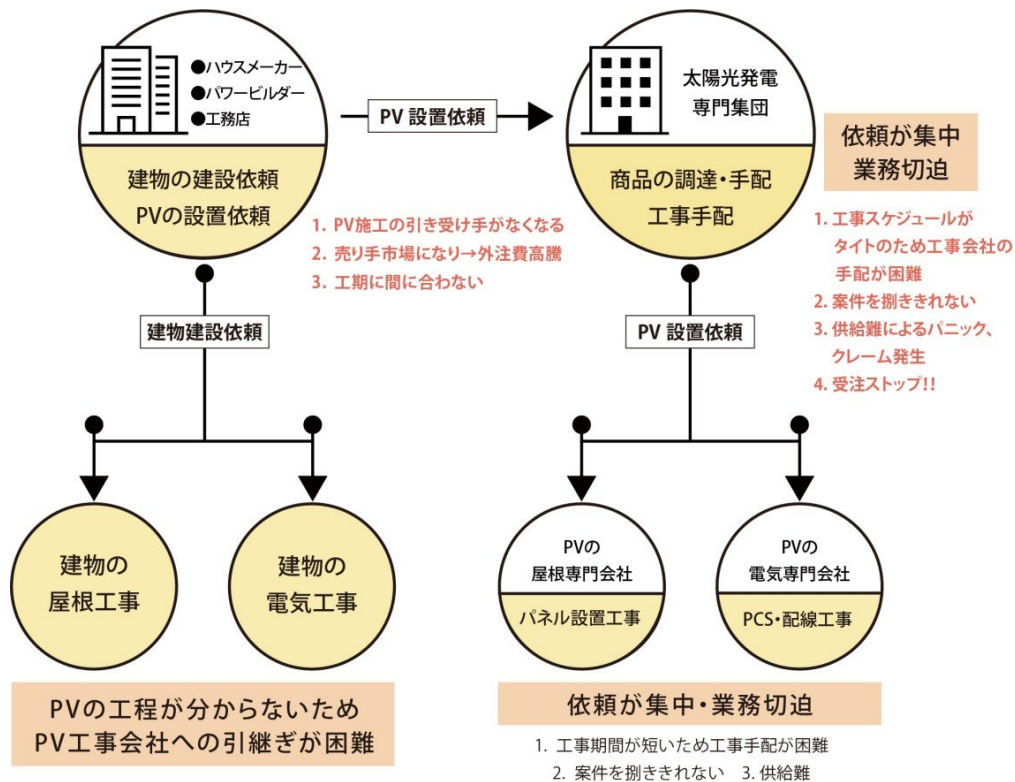 ●ハウスメーカー
●パワービルダー
●工務店
建物の建設依頼
PVの設置依頼
PV 設置依頼
太陽光発電
専門集団
商品の調達・手配
工事手配
依頼が集中
業務切迫
1. PV施工の引き受け手がなくなる
2. 売り手市場になり→外注費高騰
3. 工期に間に合わない
1. 工事スケジュールが
タイトのため工事会社の
手配が困難
2. 案件を捌ききれない
3. 供給難によるパニック、
クレーム発生
4. 受注ストップ!!
建物建設依頼
PV 設置依頼
建物の
屋根工事
建物の
電気工事
PVの
屋根専門会社
パネル設置工事
PVの
電気専門会社
PCS・配線工事
PVの工程が分からないため
PV工事会社への引継ぎが困難
依頼が集中・業務切迫
1. 工事期間が短いため工事手配が困難
2. 案件を捌ききれない 3. 供給難